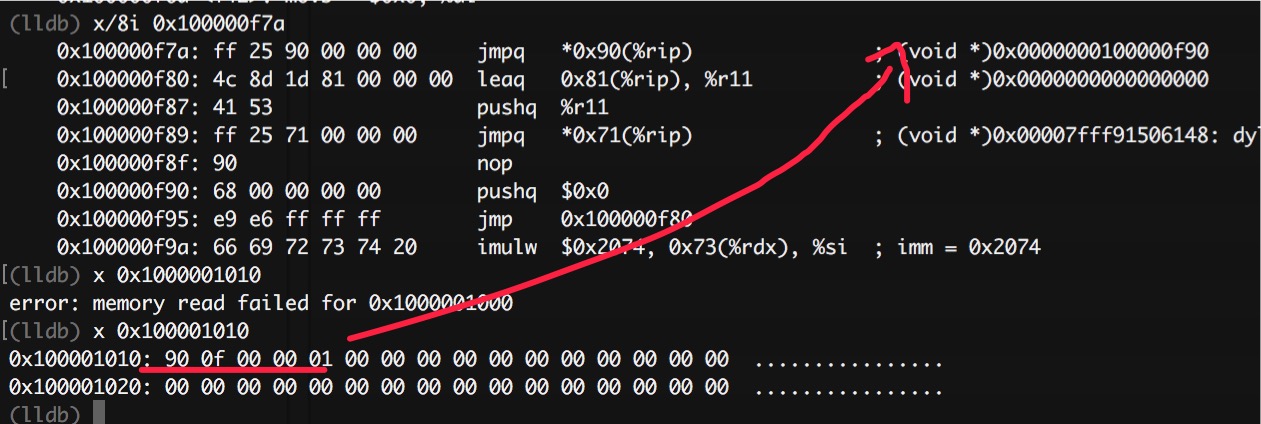 (lldb) x/8i 0x100000f7a
0x100000f7a: ff 25 90 00 00 00 jmpq *0x90(%rip) ; (void *)0x0000000100000f90
[ 0x100000f80: 4c 8d 1d 81 00 00 00 leaq 0x81(%rip), %r11 ; (void *)0x0000000000000000
0x100000f87: 41 53 pushq %r11
0x100000f89: ff 25 71 00 00 00 jmpq *0x71(%rip) ; (void *)0x00007fff91506148: dyl
0x100000f8f: 90 nop
0x100000f90: 68 00 00 00 00 pushq $0x0
0x100000f95: e9 e6 ff ff ff jmp 0x100000f80
0x100000f9a: 66 69 72 73 74 20 imulw $0x2074, 0x73(%rdx), %si ; imm = 0x2074
[(lldb) x 0x1000001010
error: memory read failed for 0x1000001000
[(lldb) x 0x100001010
0x100001010: 90 0f 00 00 01 00 00 00 00 00 00 00 00 00 00 00 ................
0x100001020: 00 00 00 00 00 00 00 00 00 00 00 00 00 00 00 00 ................
(lldb)